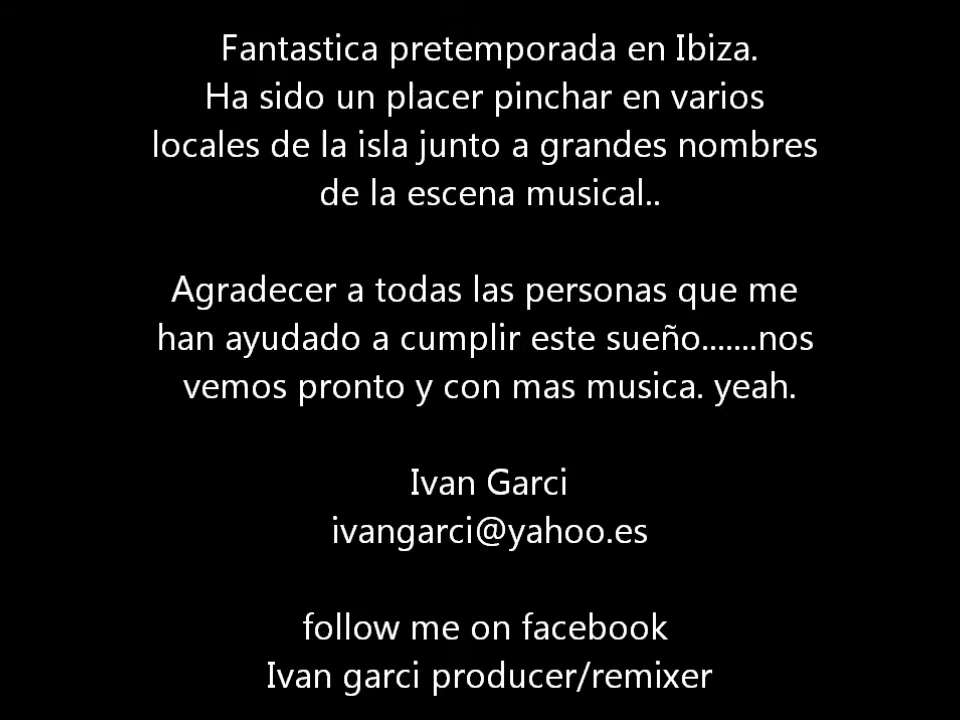 Fantastica pretemporada en Ibiza.
Ha sido un placer pinchar en varios
locales de la isla junto a grandes nombres
de la escena musical..
Agradecer a todas las personas que me
han ayudado a cumplir este sueño.......nos
vemos pronto y con mas musica. yeah.
Ivan Garci
ivangarci@yahoo.es
follow me on facebook
Ivan garci producer/remixer